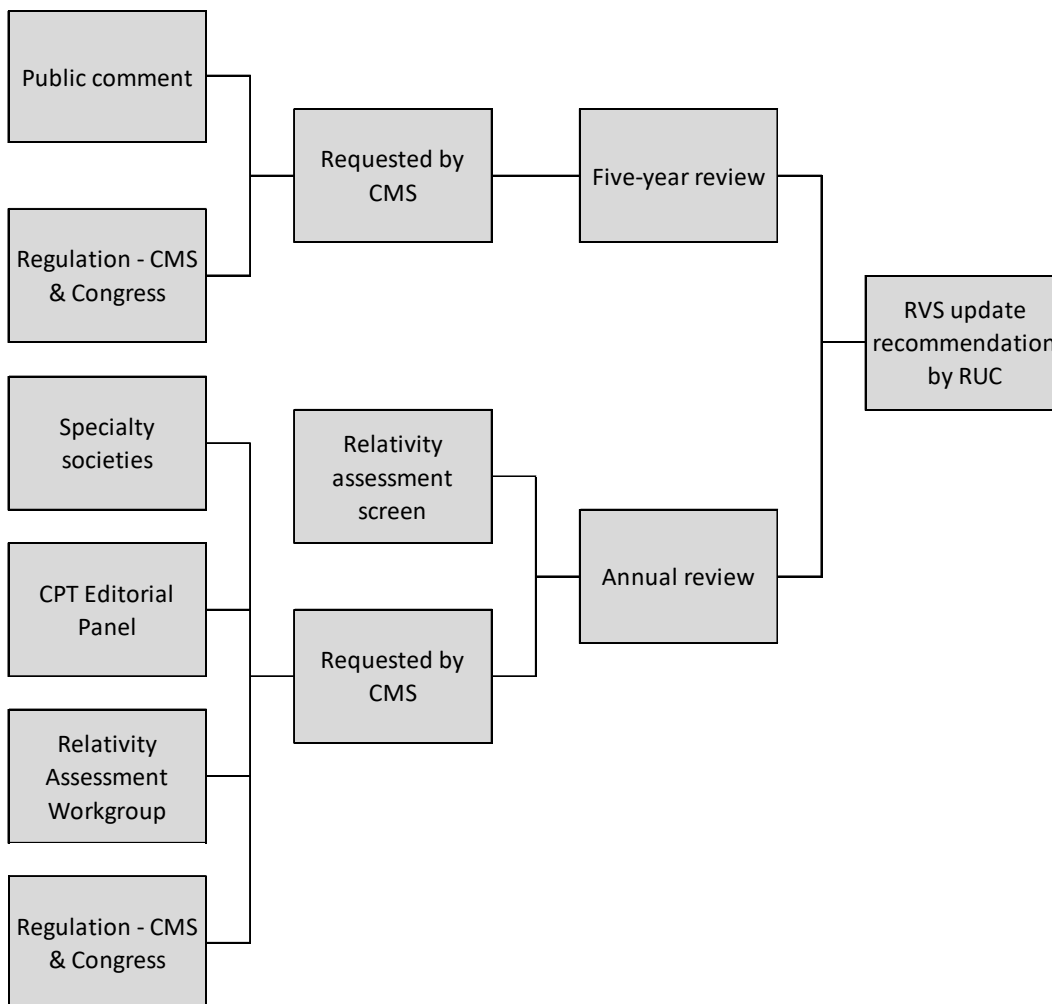 Public comment
Regulation - CMS
& Congress
Requested by
CMS
Five-year review
RVS update
recommendation
by RUC
Specialty
societies
CPT Editorial
Panel
Relativity
Assessment
Workgroup
Regulation - CMS
& Congress
Relativity
assessment
screen
Requested by
CMS
Annual review